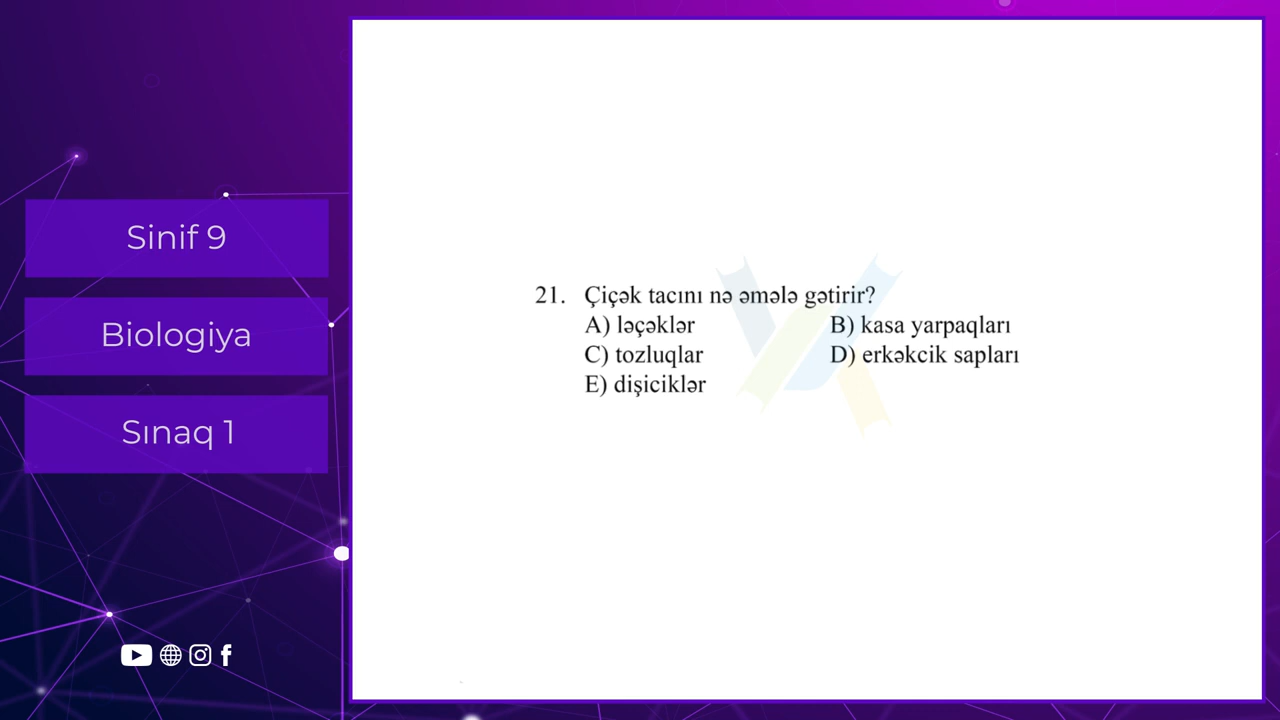 Sinif 9
Biologiya
Sınaq 1
21. Çiçək tacını nə əmələ gətirir?
A) ləçəklər B) kasa yarpaqları
C) tozluqlar D) erkəkcik sapları
E) dişiciklər